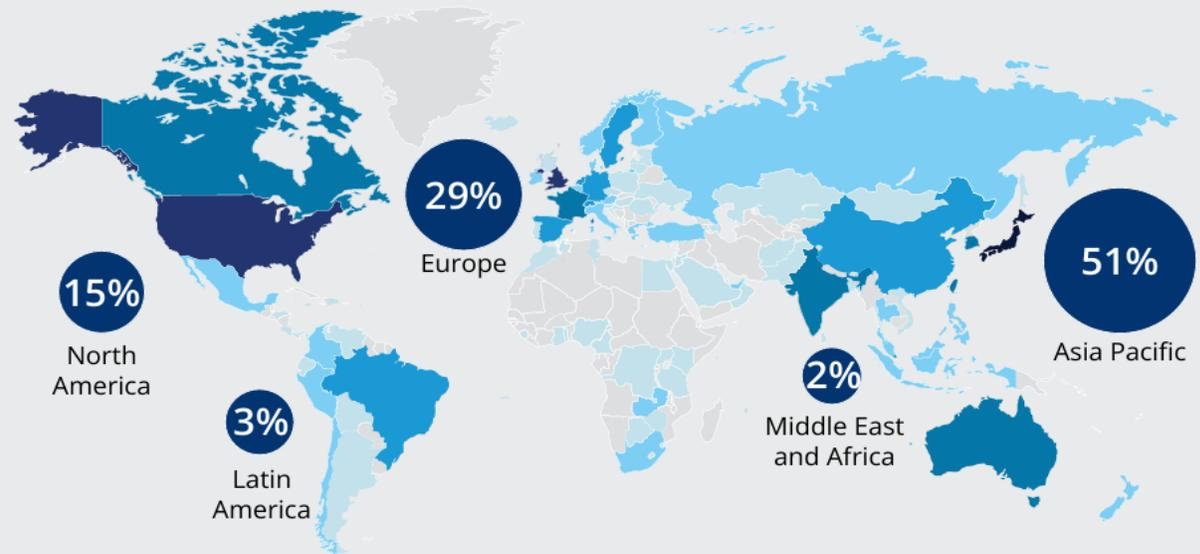 15%
North
America
29%
Europe
3%
Latin
America
2%
Middle East
and Africa
51%
Asia Pacific